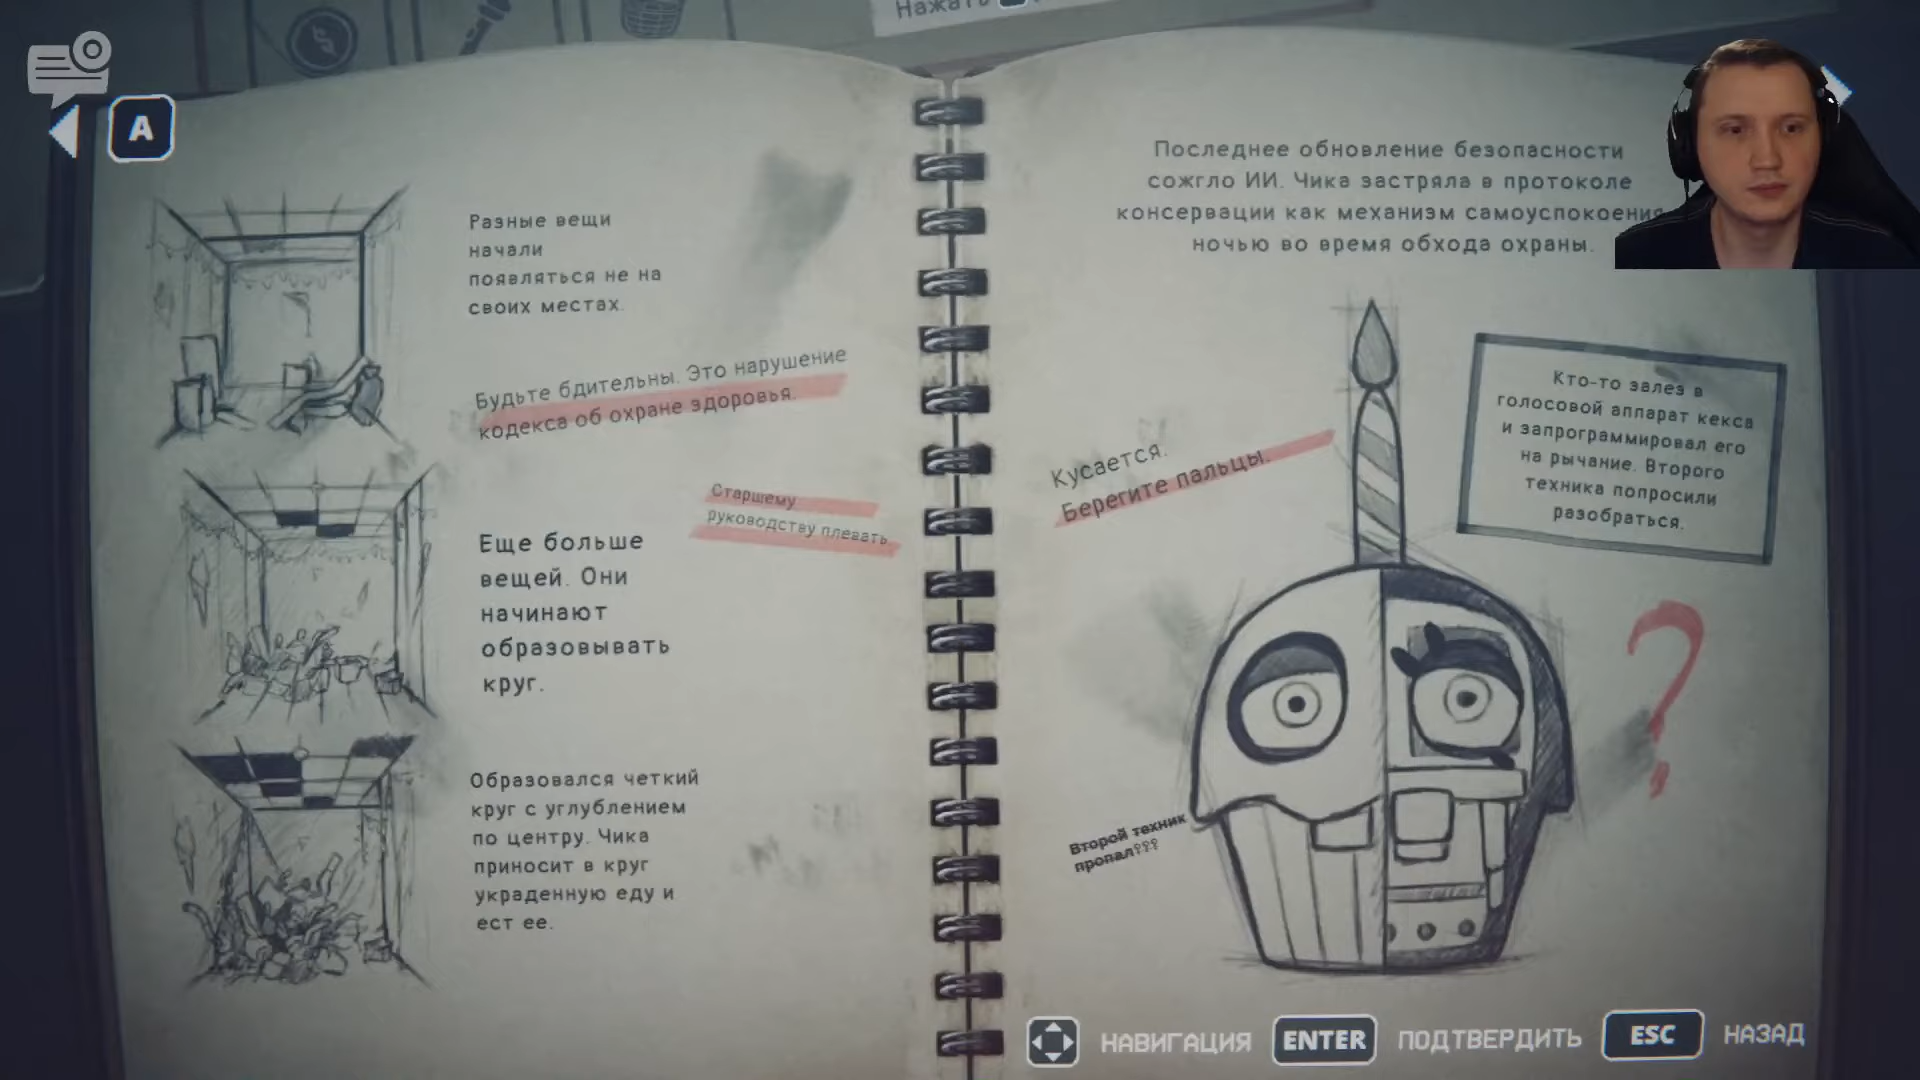 Нажать
A
Разные вещи
начали
появляться не на
своих местах.
Будьте бдительны. Это нарушение
кодекса об охране здоровья.
Старшему
руководству плевать
Еще больше
вещей. Они
начинают
образовывать
круг.
Образовался четкий
круг с углублением
по центру. Чика
приносит в круг
украденную еду и
ест ее.
Последнее обновление безопасности
сожгло ИИ. Чика застряла в протоколе
консервации как механизм самоуспокоения
ночью во время обхода охраны.
Кто-то залез в
голосовой аппарат кекса
и запрограммировал его
на рычание. Второго
техника попросили
разобраться.
Кусается.
Берегите пальцы.
?
Второй техник
пропал???
НАВИГАЦИЯ ENTER ПОДТВЕРДИТЬ ESC НАЗАД